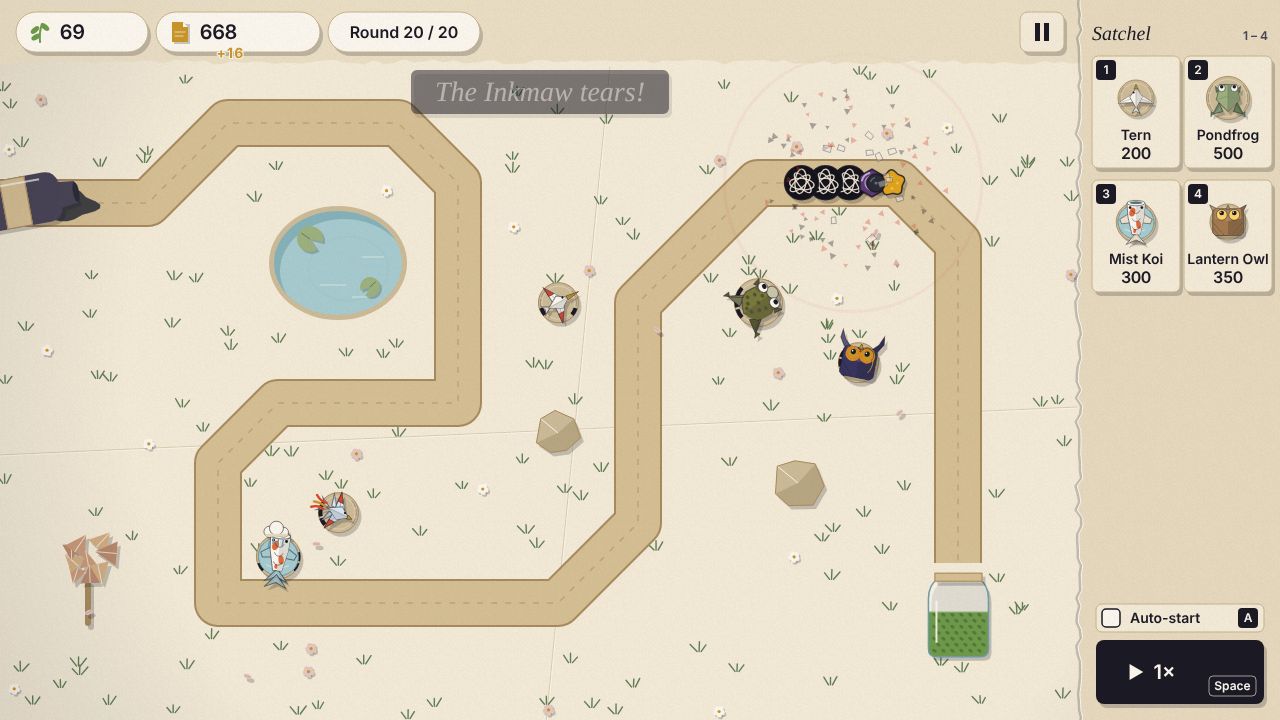 69
668
+16
Round 20 / 20
The Inkmaw tears!
Satchel
1–4
1
Tern
200
2
Pondfrog
500
3
Mist Koi
300
4
Lantern Owl
350
Auto-start
A
1×
Space